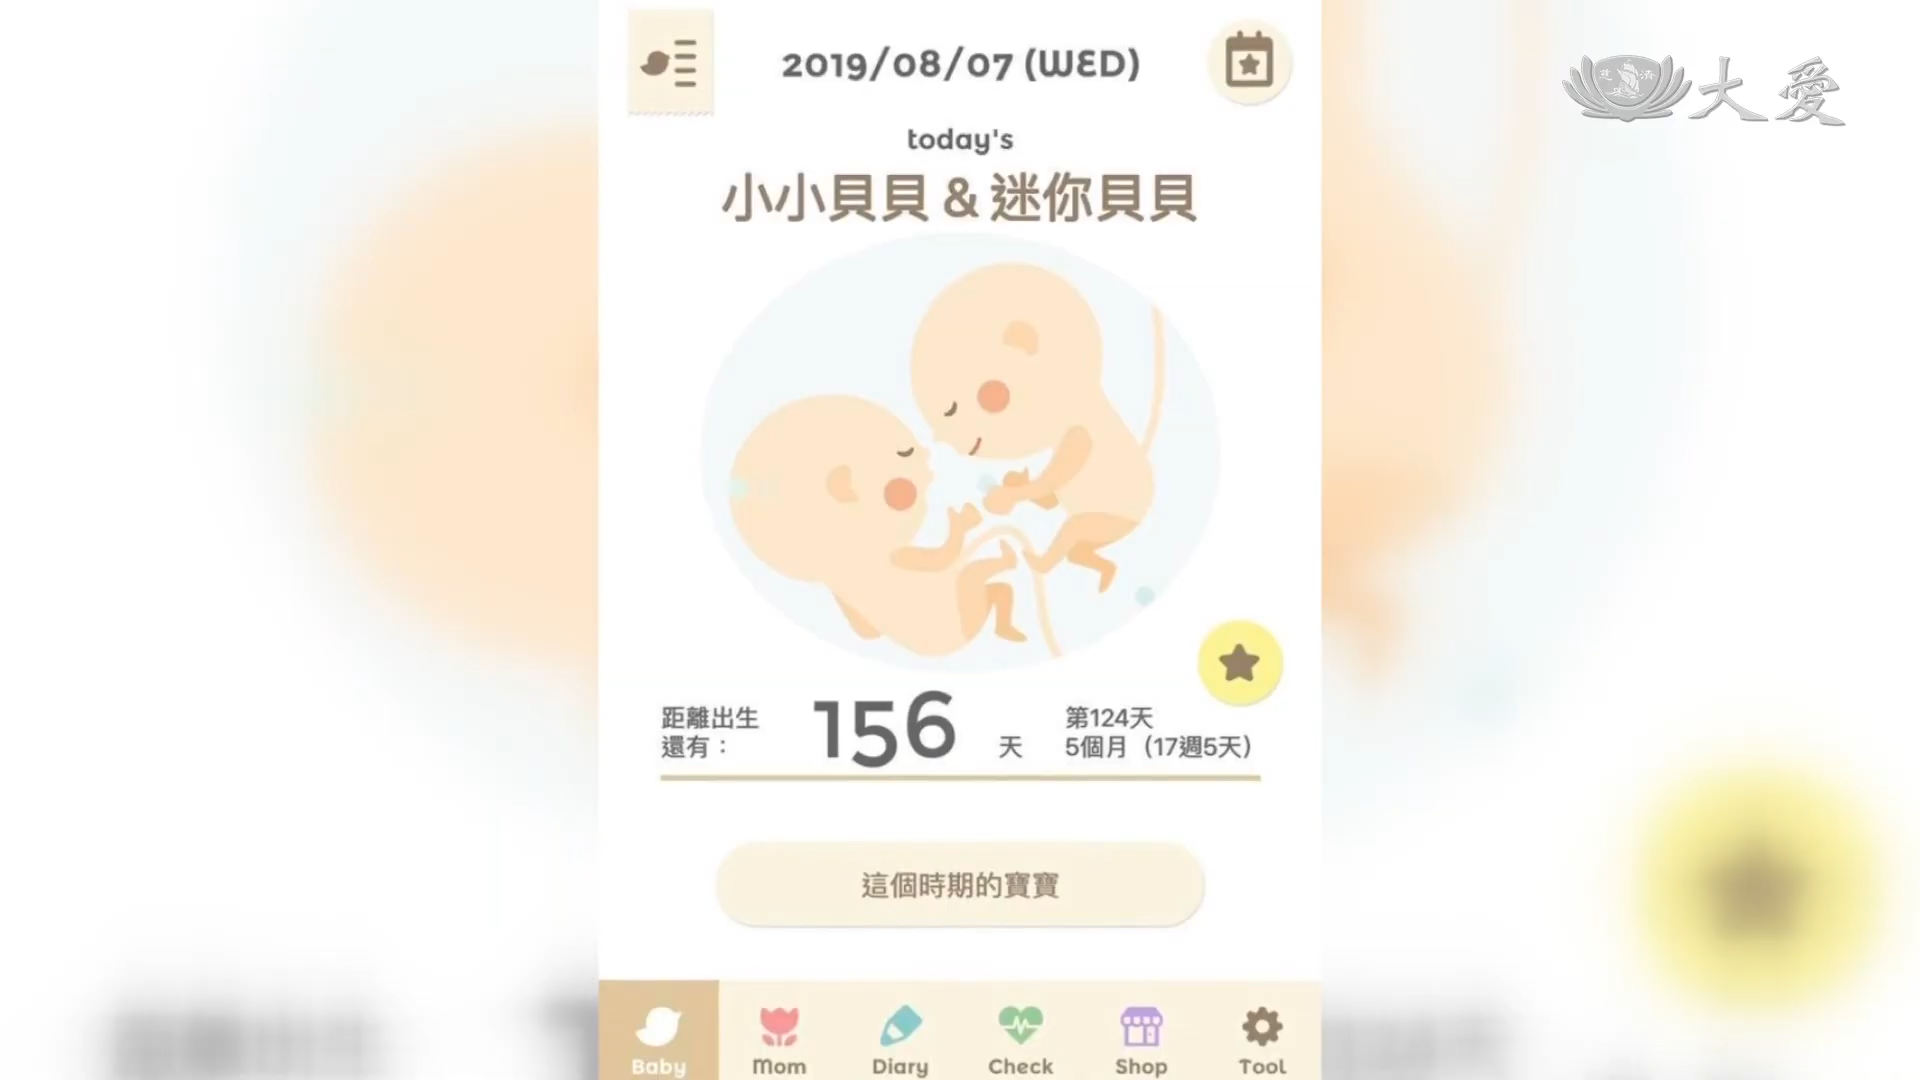 2019/08/07 (WED)
today's
小小貝貝 & 迷你貝貝
距離出生
還有：
156
天
第124天
5個月（17週5天）
這個時期的寶寶
Baby
Mom
Diary
Check
Shop
Tool
慈濟
大愛